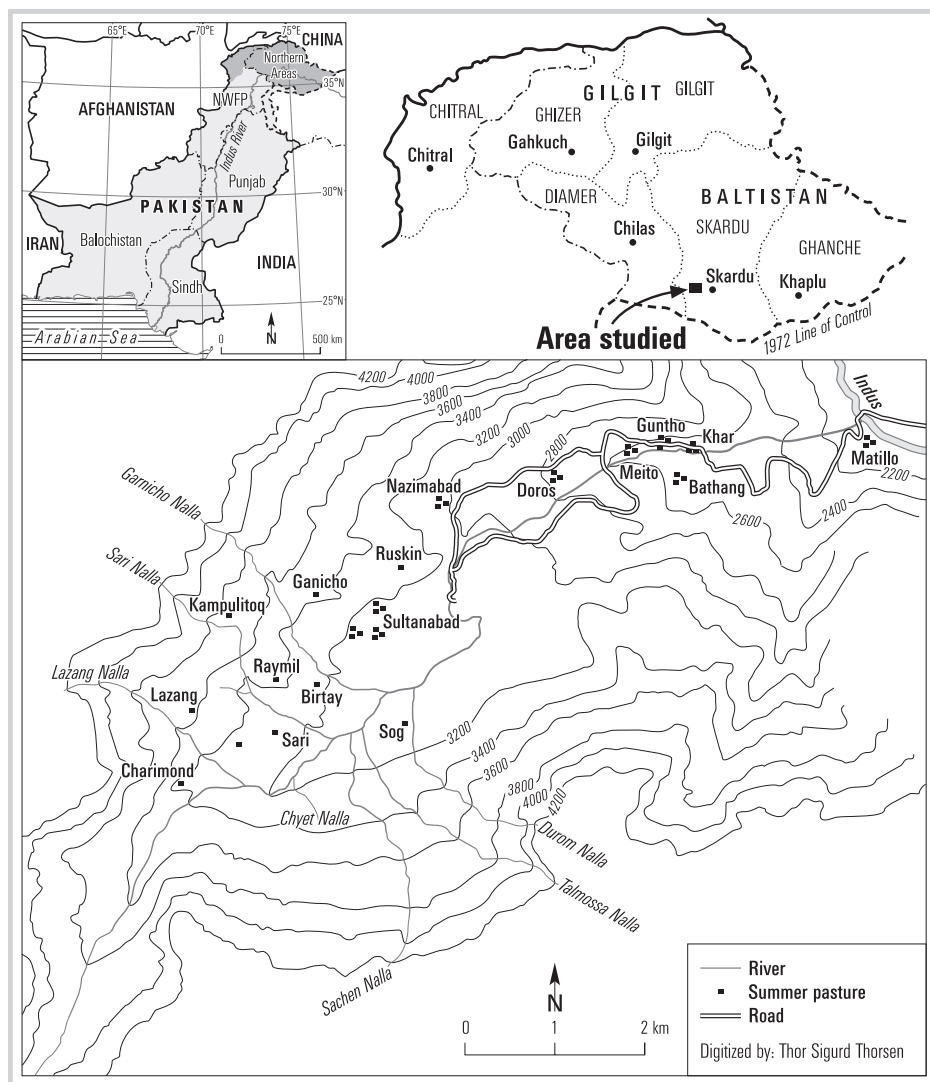 65°E
70°E
75°E
CHINA
Northern
Areas
35°N
NWFP
AFGHANISTAN
Indus River
Punjab
30°N
PAKISTAN
IRAN
Balochistan
INDIA
Sindh
25°N
Arabian Sea
N
0
500 km
CHITRAL
Chitral
GILGIT
GILGIT
GHIZER
Gahkuch
Gilgit
DIAMER
BALTISTAN
Chilas
SKARDU
GHANCHE
Skardu
Khaplu
Area studied
1972 Line of Control
4200
4000
3800
3600
3400
3200
3000
2800
Indus
Guntho
Khar
Matillo
2200
Meito
Bathang
2400
2600
Doros
Nazimabad
Garnicho Nalla
Ruskin
Sari Nalla
Ganicho
Kampulitoq
Sultanabad
Lazang Nalla
Raymil
Birtay
Lazang
Sari
Sog
3200
3400
3600
3800
4000
4200
Charimond
Chyet Nalla
Durom Nalla
Talmossa Nalla
Sachen Nalla
N
0
1
2 km
River
Summer pasture
Road
Digitized by: Thor Sigurd Thorsen